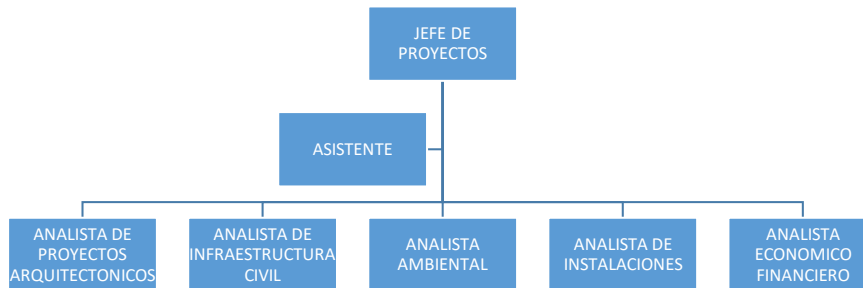 JEFE DE
PROYECTOS
ASISTENTE
ANALISTA DE
PROYECTOS
ARQUITECTONICOS
ANALISTA DE
INFRAESTRUCTURA
CIVIL
ANALISTA
AMBIENTAL
ANALISTA DE
INSTALACIONES
ANALISTA
ECONOMICO
FINANCIERO